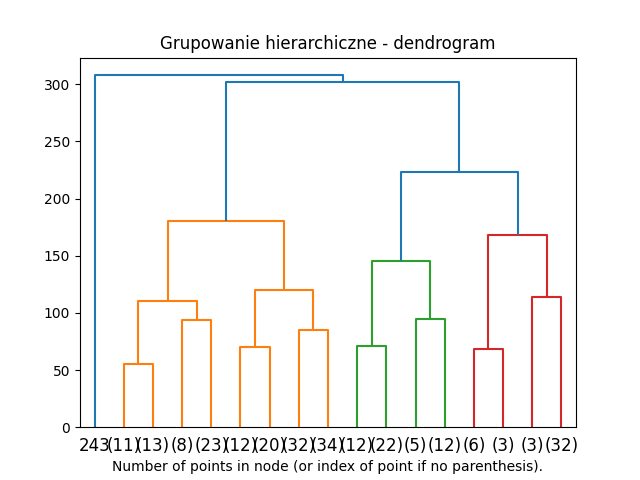 Grupowanie hierarchiczne - dendrogram
300
250
200
150
100
50
0
243 (11) (13) (8) (23) (12) (20) (32) (34) (12) (22) (5) (12) (6) (3) (3) (32)
Number of points in node (or index of point if no parenthesis).